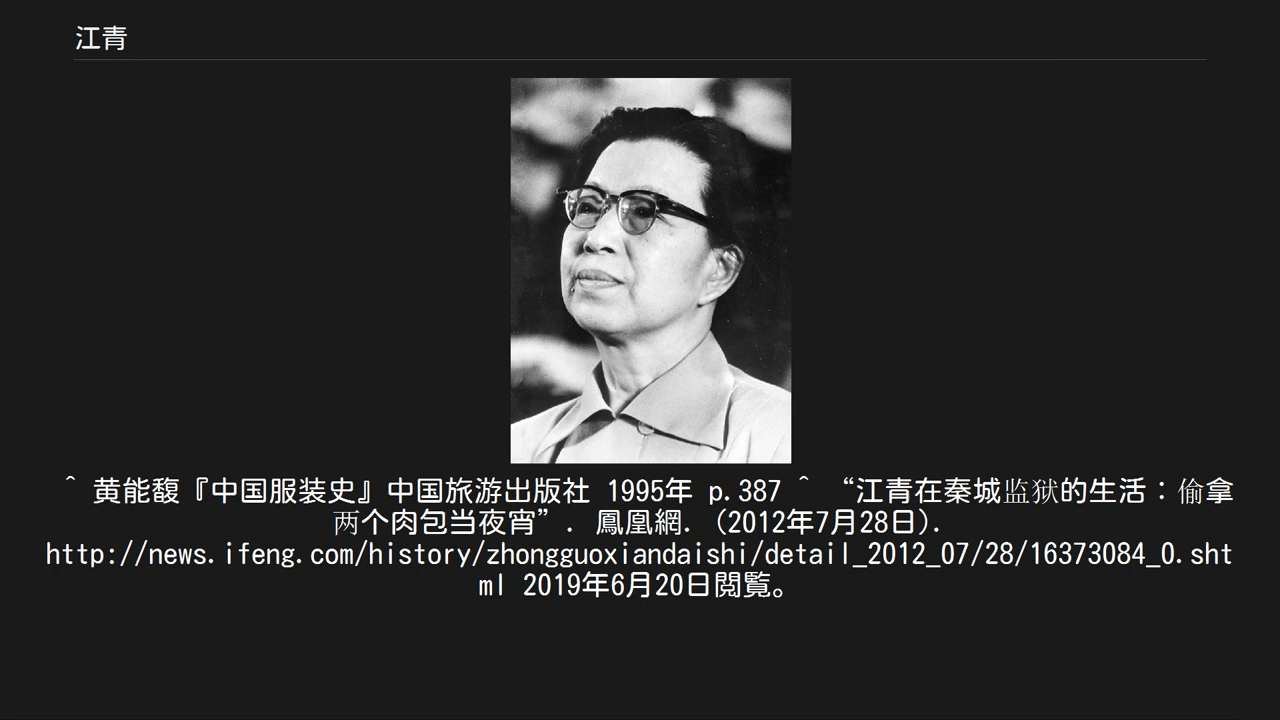 江青
^ 黄能馥『中国服装史』中国旅游出版社 1995年 p.387 ^ “江青在秦城监狱的生活：偷拿
两个肉包当夜宵”. 鳳凰網. (2012年7月28日).
http://news.ifeng.com/history/zhongguoxiandaishi/detail_2012_07/28/16373084_0.sht
ml 2019年6月20日閲覧。